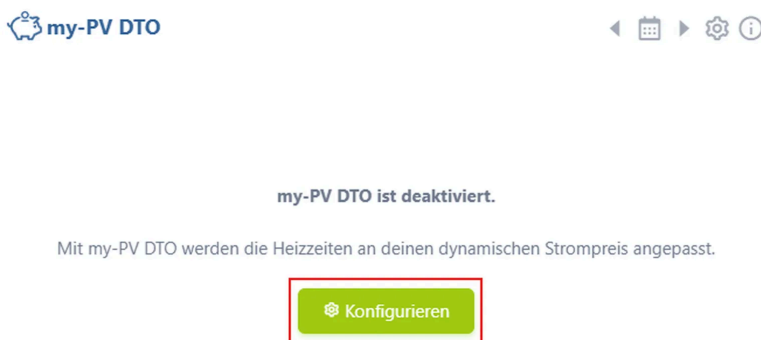 my-PV DTO
my-PV DTO ist deaktiviert.
Mit my-PV DTO werden die Heizzeiten an deinen dynamischen Strompreis angepasst.
Konfigurieren